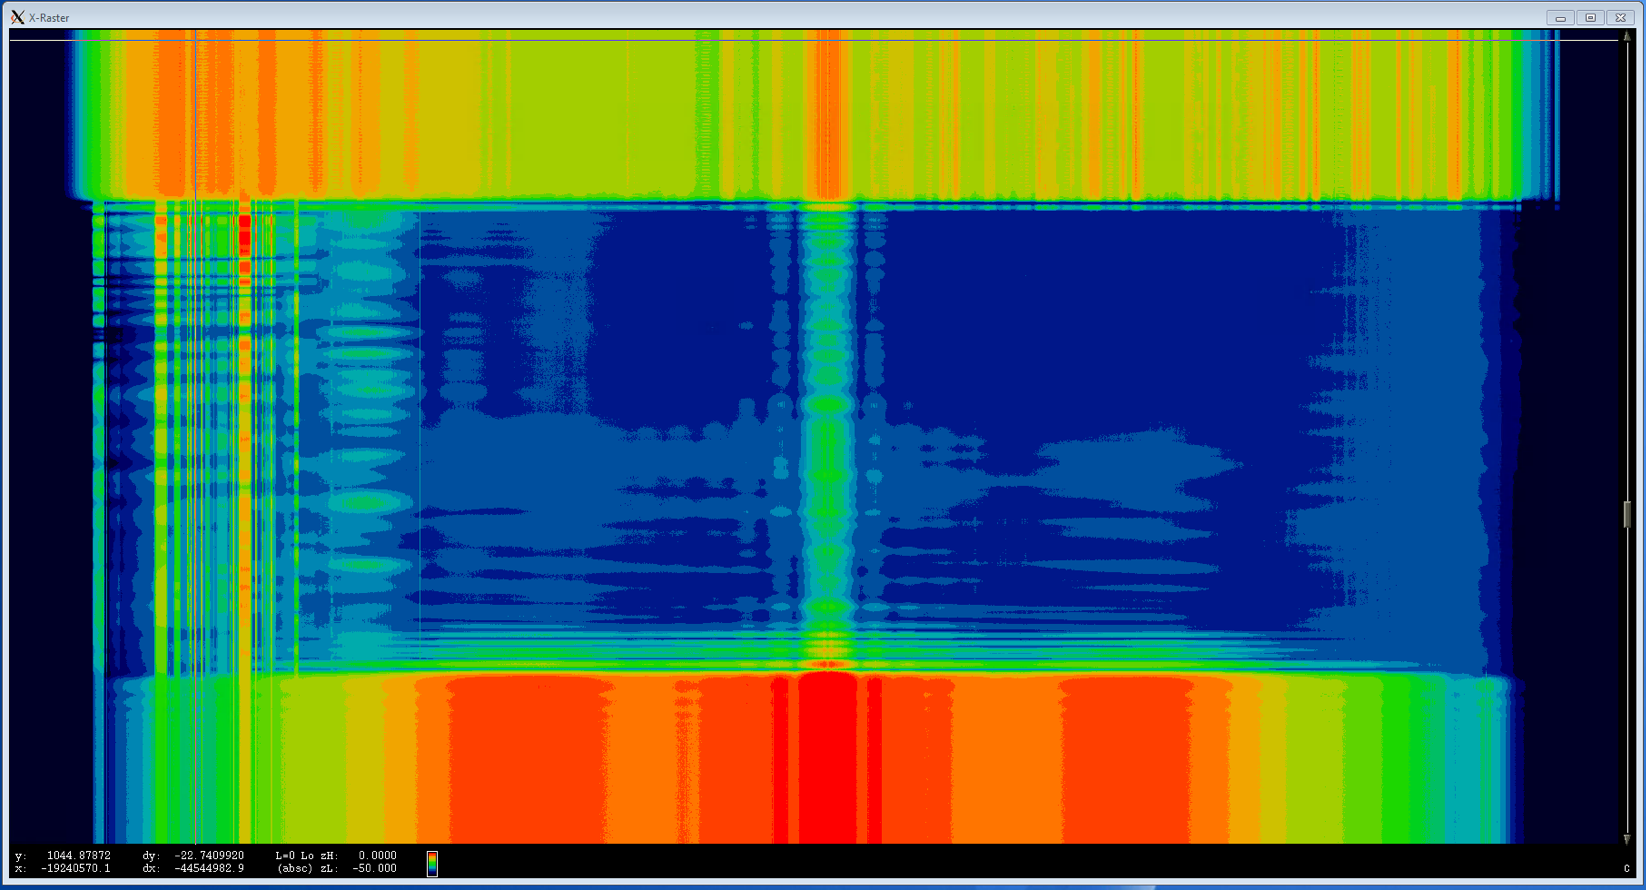 X-Raster
y: 1044.87872 dy: -22.7409920 L=0 Lo zH: 0.0000
x: -19240570.1 dx: -44544982.9 (absc) zL: -50.000
C